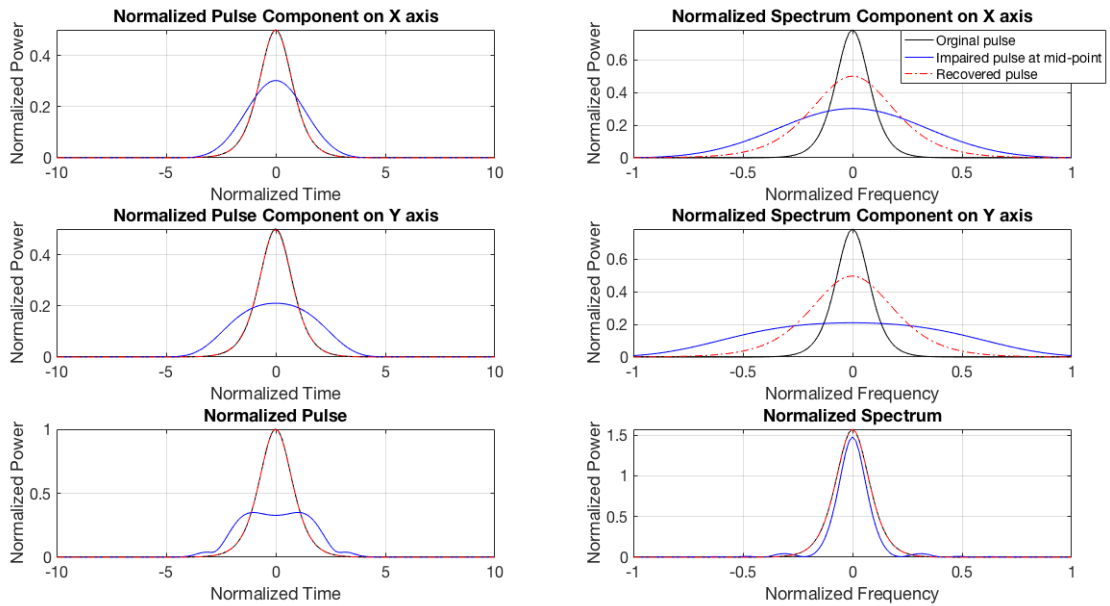 Normalized Pulse Component on X axis
Normalized Power
0.4
0.2
0
-10
-5
0
5
10
Normalized Time
Normalized Spectrum Component on X axis
Normalized Power
0.6
0.4
0.2
0
-1
-0.5
0
0.5
1
Normalized Frequency
Orginal pulse
Impaired pulse at mid-point
Recovered pulse
Normalized Pulse Component on Y axis
Normalized Power
0.4
0.2
0
-10
-5
0
5
10
Normalized Time
Normalized Spectrum Component on Y axis
Normalized Power
0.6
0.4
0.2
0
-1
-0.5
0
0.5
1
Normalized Frequency
Normalized Pulse
Normalized Power
1
0.5
0
-10
-5
0
5
10
Normalized Time
Normalized Spectrum
Normalized Power
1.5
1
0.5
0
-1
-0.5
0
0.5
1
Normalized Frequency